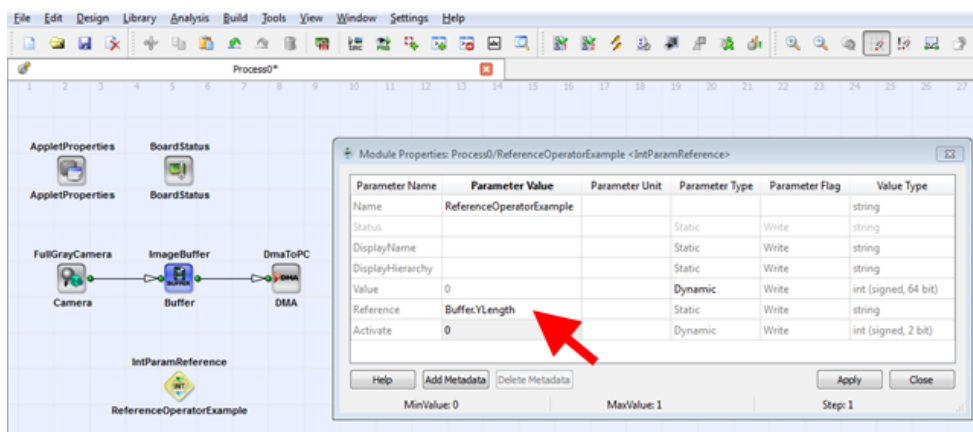 File Edit Design Library Analysis Build Tools View Window Settings Help
Process0*
1 2 3 4 5 6 7 8 9 10 11 12 13 14 15 16 17 18 19 20 21 22 23 24 25 26 27
AppletProperties BoardStatus
AppletProperties BoardStatus
FullGrayCamera ImageBuffer DmaToPC
BUFFER DMA
Camera Buffer DMA
IntParamReference
INT
ReferenceOperatorExample
Module Properties: Process0/ReferenceOperatorExample <IntParamReference>
Parameter Name Parameter Value Parameter Unit Parameter Type Parameter Flag Value Type
Name ReferenceOperatorExample string
Status Static Write string
DisplayName Static Write string
DisplayHierarchy Static Write string
Value 0 Dynamic Write int (signed, 64 bit)
Reference Buffer.YLength Static Write string
Activate 0 Dynamic Write int (signed, 2 bit)
Help Add Metadata Delete Metadata Apply Close
MinValue: 0 MaxValue: 1 Step: 1